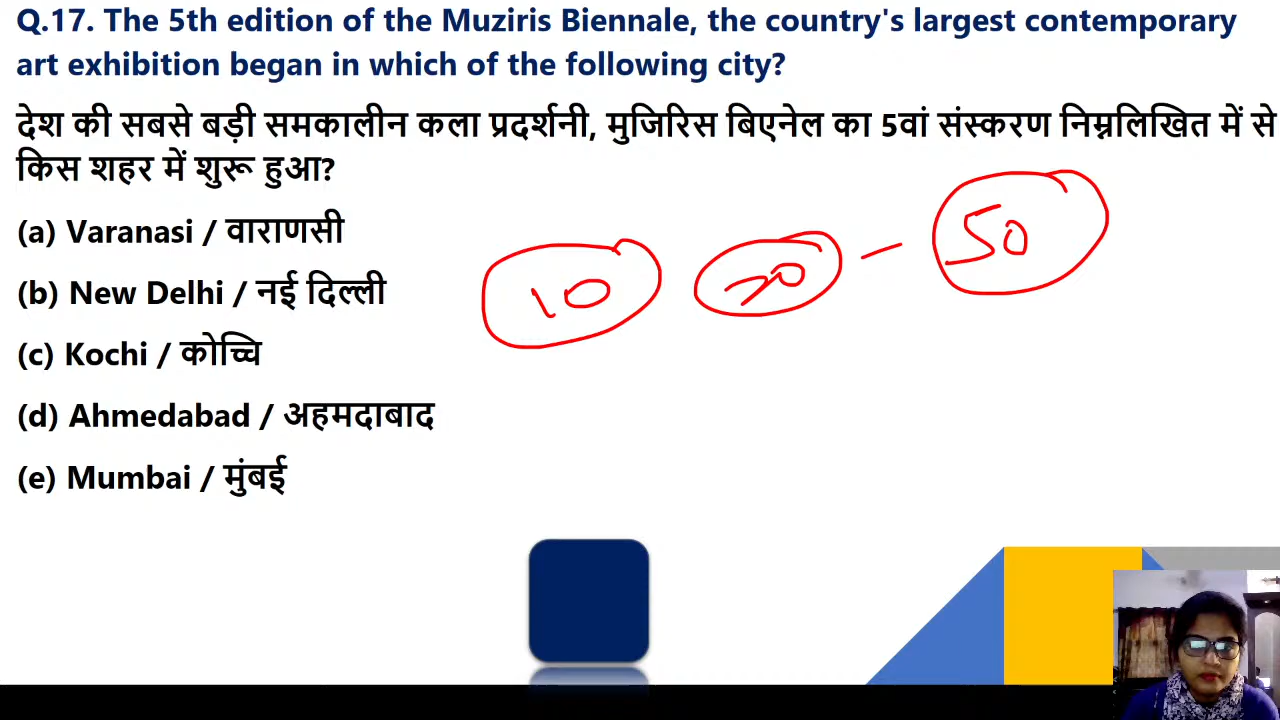 Q.17. The 5th edition of the Muziris Biennale, the country's largest contemporary
art exhibition began in which of the following city?
देश की सबसे बड़ी समकालीन कला प्रदर्शनी, मुजिरिस बिएनेल का 5वां संस्करण निम्नलिखित में से
किस शहर में शुरू हुआ?
(a) Varanasi / वाराणसी
(b) New Delhi / नई दिल्ली
(c) Kochi / कोच्चि
(d) Ahmedabad / अहमदाबाद
(e) Mumbai / मुंबई
10 20 - 50